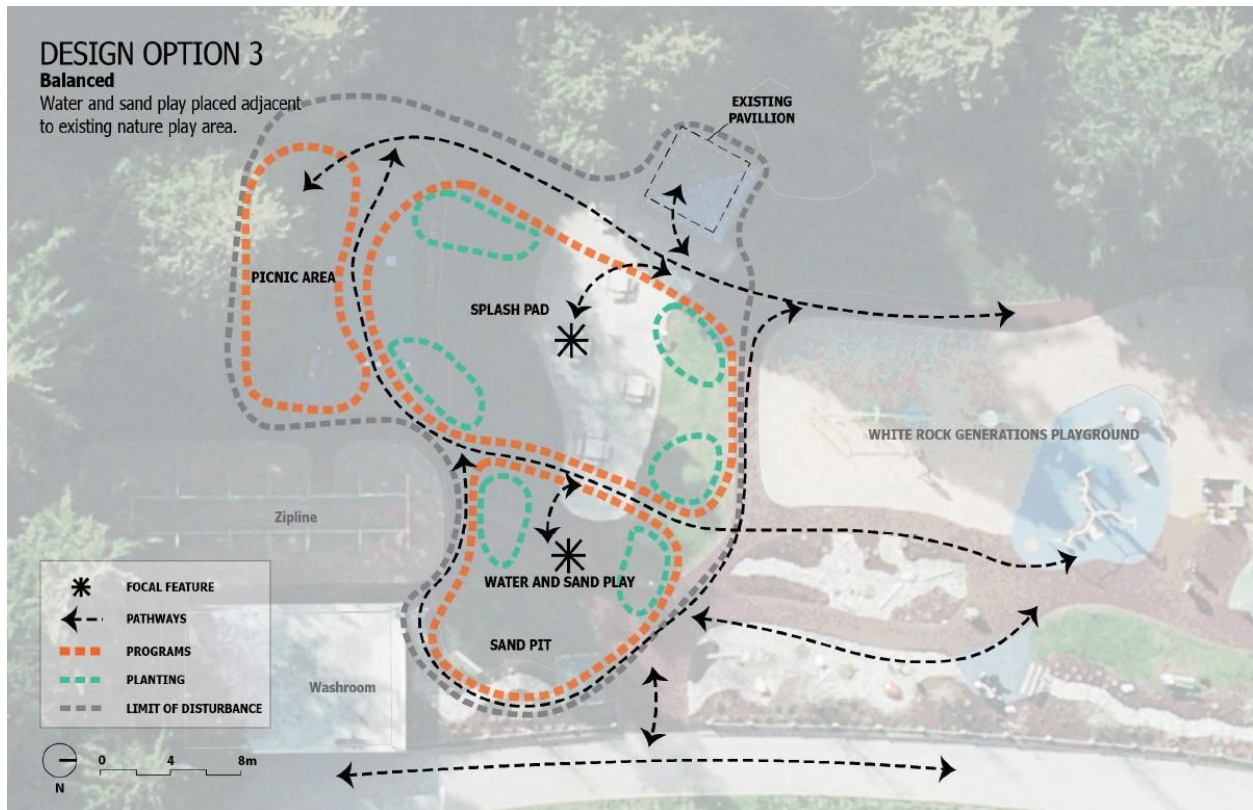 DESIGN OPTION 3
Balanced
Water and sand play placed adjacent
to existing nature play area.
EXISTING
PAVILLION
PICNIC AREA
SPLASH PAD
WHITE ROCK GENERATIONS PLAYGROUND
Zipline
WATER AND SAND PLAY
SAND PIT
Washroom
FOCAL FEATURE
PATHWAYS
PROGRAMS
PLANTING
LIMIT OF DISTURBANCE
0 4 8m
N